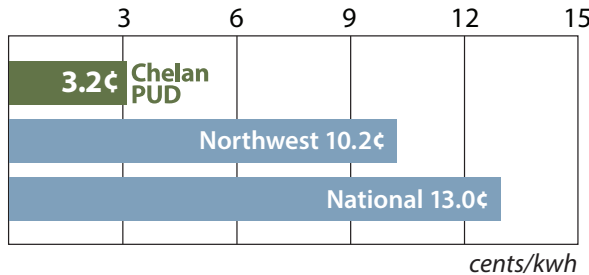 3 6 9 12 15
3.2¢ Chelan
PUD
Northwest 10.2¢
National 13.0¢
cents/kwh